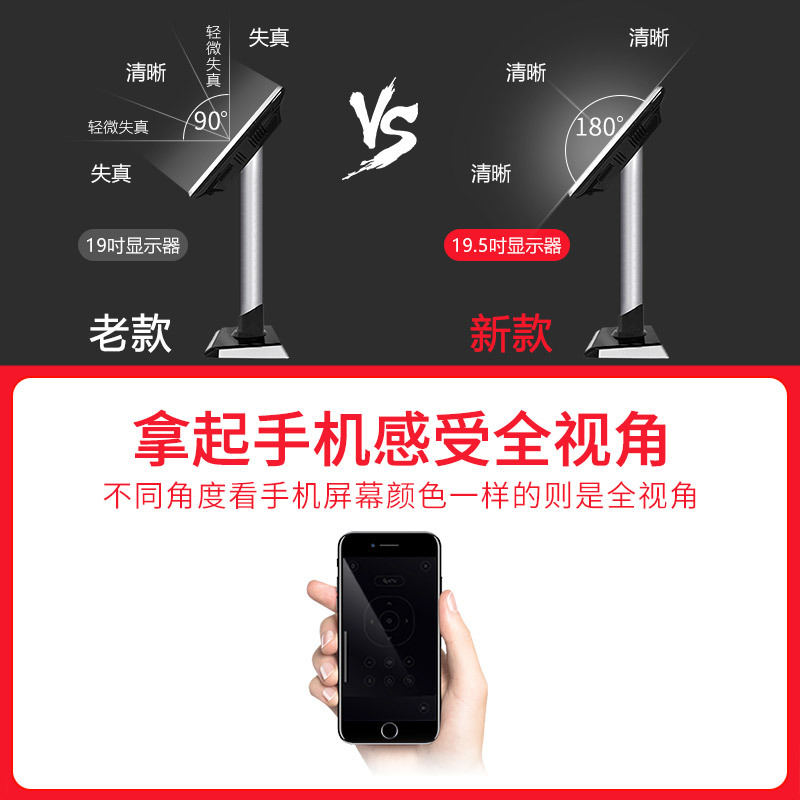 轻微失真
失真
清晰
90°
轻微失真
失真
19吋显示器
老款
VS
清晰
清晰
180°
清晰
19.5吋显示器
新款
拿起手机感受全视角
不同角度看手机屏幕颜色一样的则是全视角